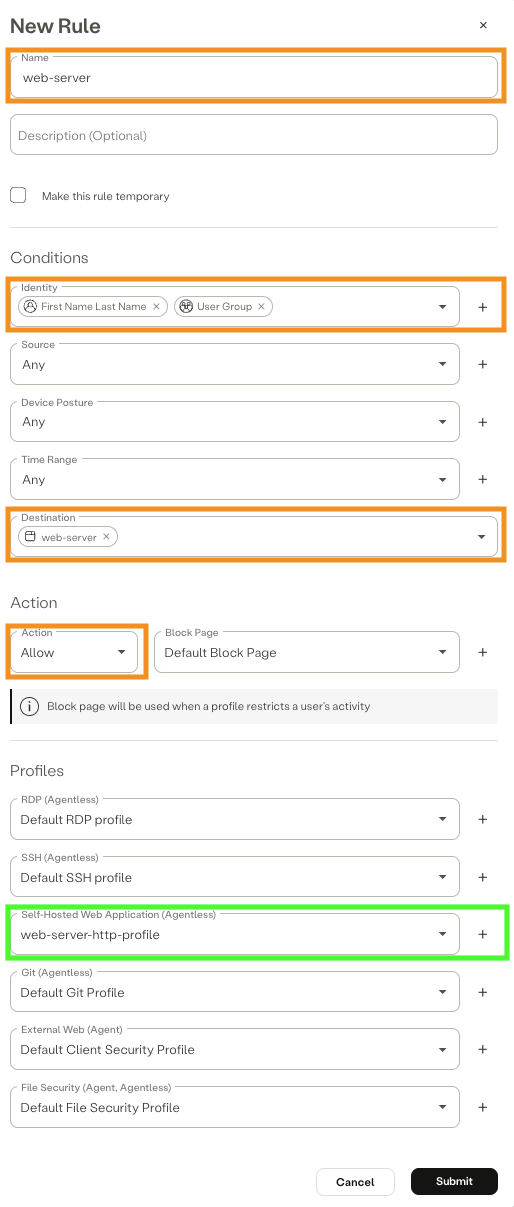 New Rule
×
Name
web-server
Description (Optional)
Make this rule temporary
Conditions
Identity
First Name Last Name × User Group ×
+
Source
Any
+
Device Posture
Any
+
Time Range
Any
+
Destination
web-server ×
Action
Action
Allow
Block Page
Default Block Page
+
Block page will be used when a profile restricts a user's activity
Profiles
RDP (Agentless)
Default RDP profile
+
SSH (Agentless)
Default SSH profile
+
Self-Hosted Web Application (Agentless)
web-server-http-profile
+
Git (Agentless)
Default Git Profile
+
External Web (Agent)
Default Client Security Profile
+
File Security (Agent, Agentless)
Default File Security Profile
+
Cancel
Submit